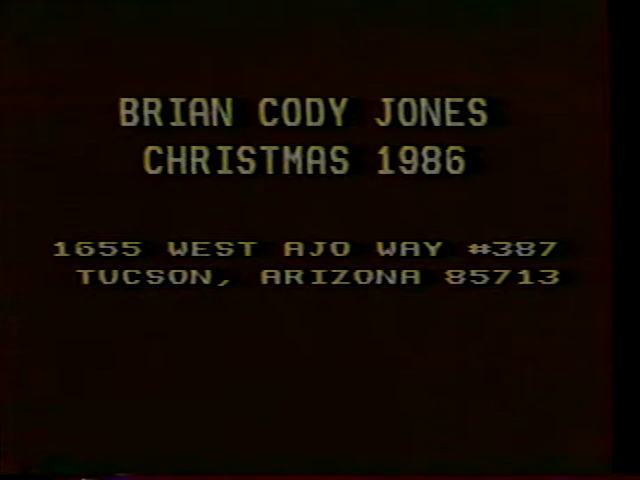 BRIAN CODY JONES
CHRISTMAS 1986
1655 WEST AJO WAY #387
TUCSON, ARIZONA 85713